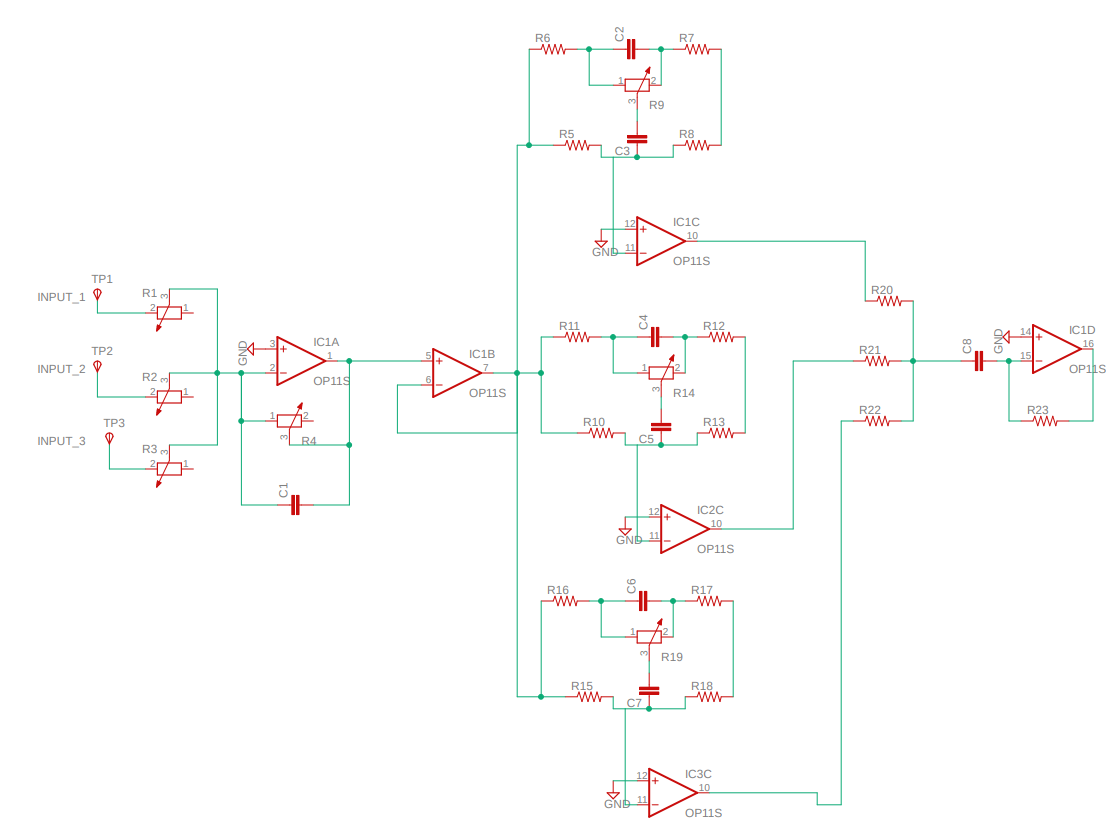 R6
C2
R7
1
2
3
R9
R5
C3
R8
IC1C
12
11
10
GND
OP11S
TP1
INPUT_1
R1
3
2
1
TP2
INPUT_2
R2
3
2
1
TP3
INPUT_3
R3
3
2
1
GND
3
2
1
IC1A
OP11S
1
2
3
R4
C1
5
6
7
IC1B
OP11S
R11
C4
R12
1
2
3
R14
R10
C5
R13
IC2C
12
11
10
GND
OP11S
R16
C6
R17
1
2
3
R19
R15
C7
R18
IC3C
12
11
10
GND
OP11S
R20
R21
R22
C8
GND
14
15
16
IC1D
OP11S
R23